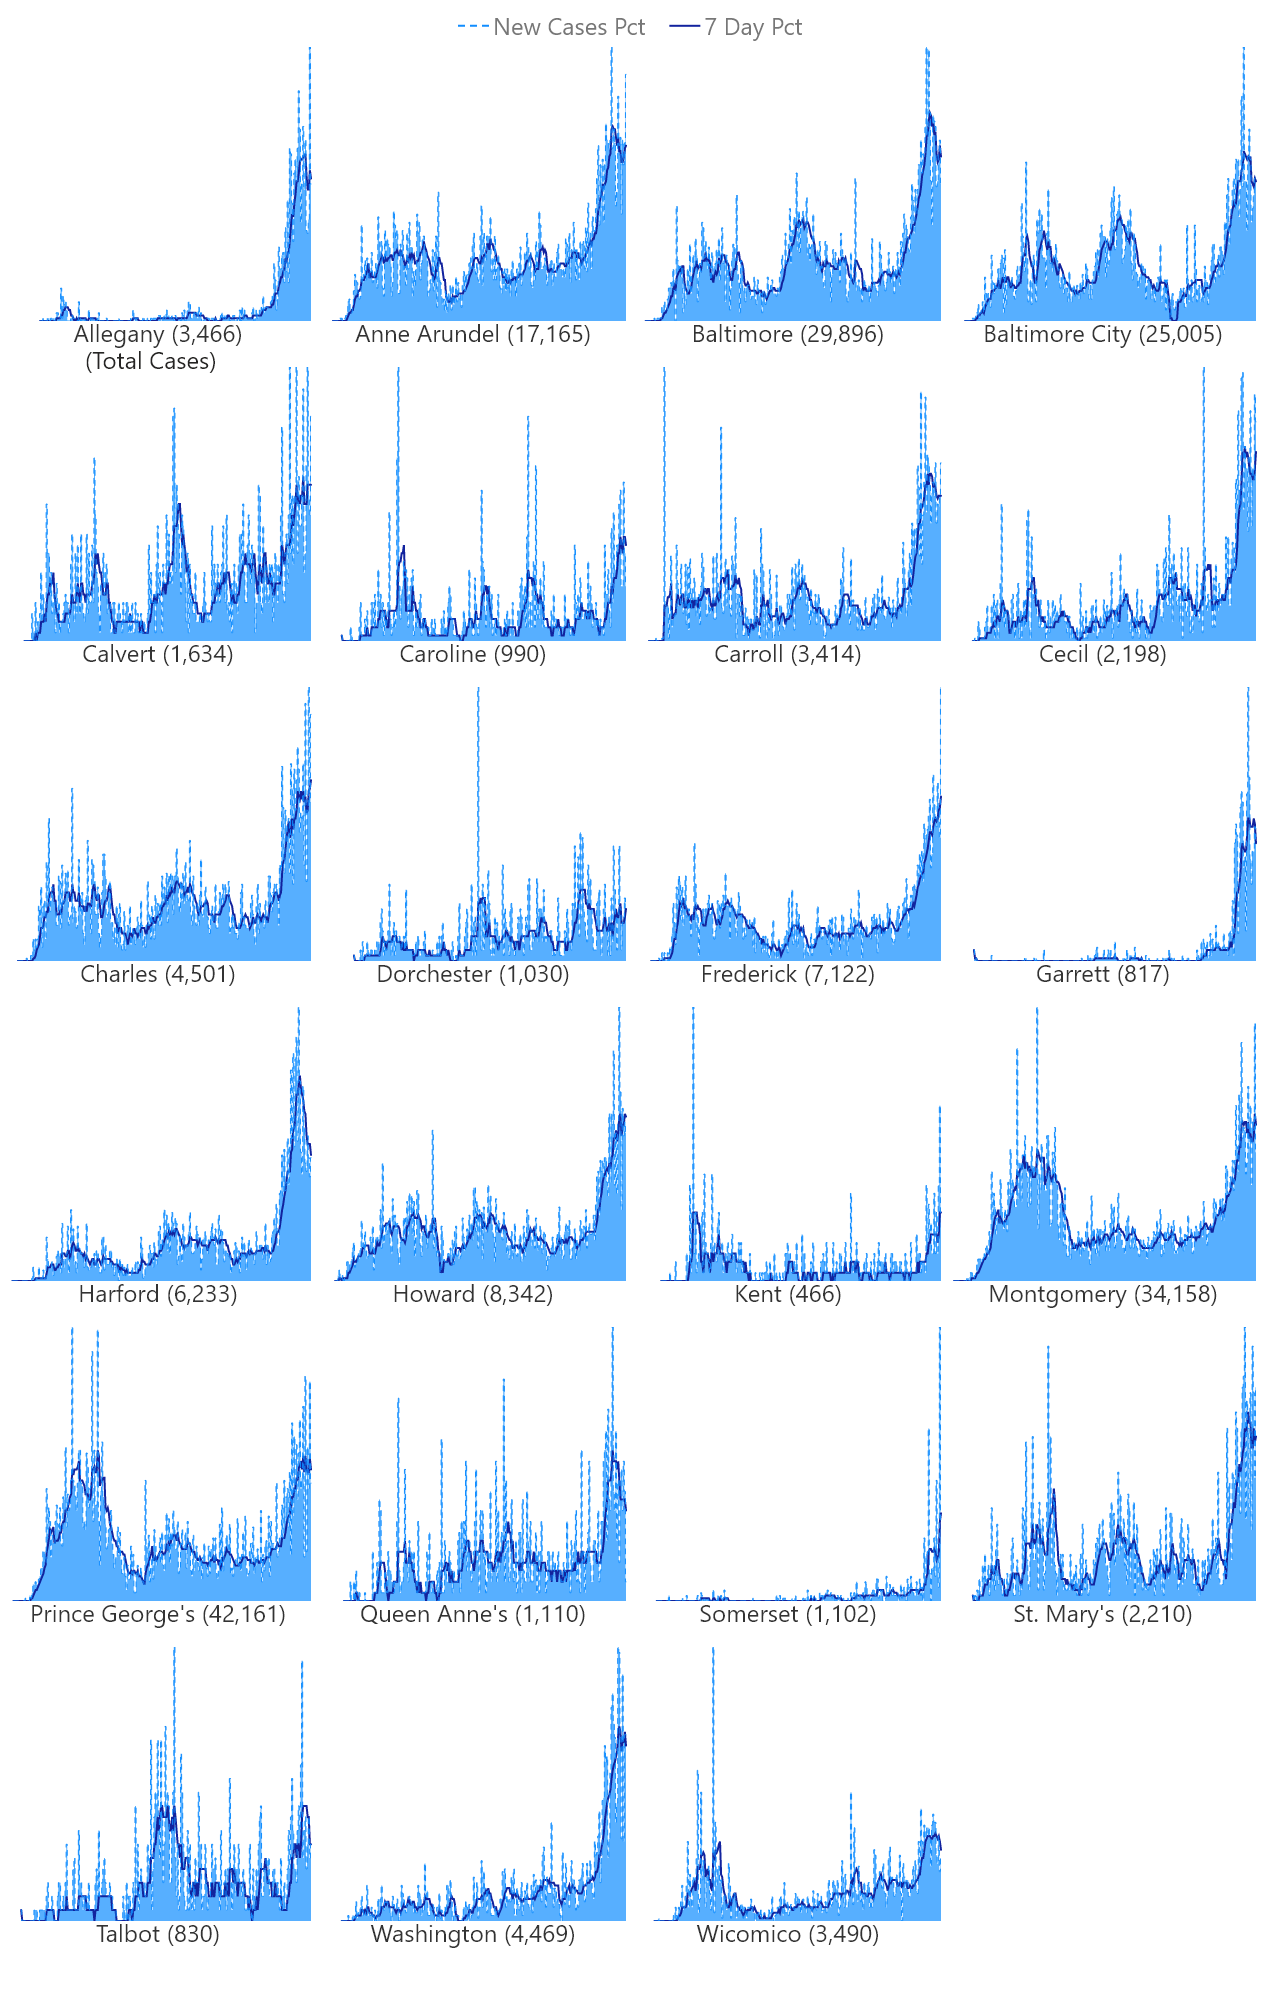 New Cases Pct 7 Day Pct
Allegany (3,466)
(Total Cases)
Anne Arundel (17,165)
Baltimore (29,896)
Baltimore City (25,005)
Calvert (1,634)
Caroline (990)
Carroll (3,414)
Cecil (2,198)
Charles (4,501)
Dorchester (1,030)
Frederick (7,122)
Garrett (817)
Harford (6,233)
Howard (8,342)
Kent (466)
Montgomery (34,158)
Prince George's (42,161)
Queen Anne's (1,110)
Somerset (1,102)
St. Mary's (2,210)
Talbot (830)
Washington (4,469)
Wicomico (3,490)